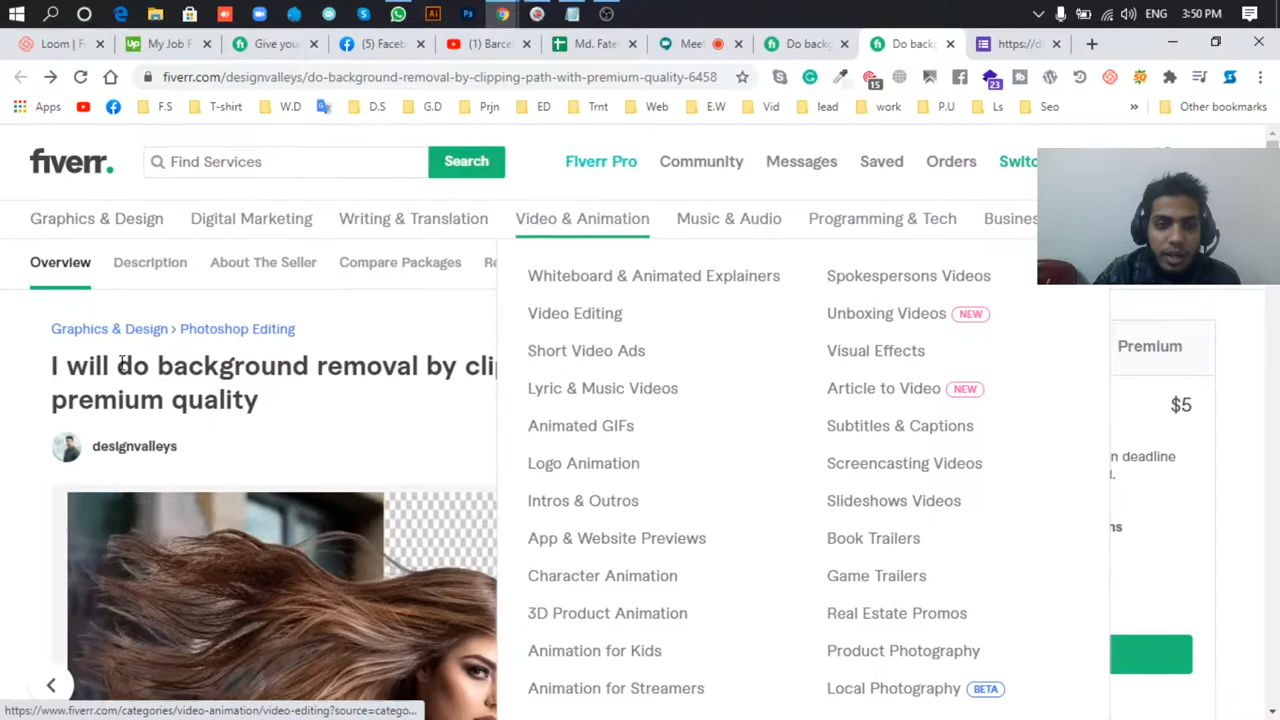 ENG 3:50 PM
Loom | F
My Job F
Give you
(5) Faceb
(1) Barce
Md. Fate
Meet
Do back
Do back
https://d
fiverr.com/designvalleys/do-background-removal-by-clipping-path-with-premium-quality-6458
15
23
Apps F.S T-shirt W.D D.S G.D Prjn ED Trnt Web E.W Vid lead work P.U Ls Seo » Other bookmarks
fiverr. Find Services Search Fiverr Pro Community Messages Saved Orders Switc
Graphics & Design Digital Marketing Writing & Translation Video & Animation Music & Audio Programming & Tech Busines
Overview Description About The Seller Compare Packages Re
Whiteboard & Animated Explainers Spokespersons Videos
Video Editing Unboxing Videos NEW
Short Video Ads Visual Effects
Lyric & Music Videos Article to Video NEW
Animated GIFs Subtitles & Captions
Logo Animation Screencasting Videos
Intros & Outros Slideshows Videos
App & Website Previews Book Trailers
Character Animation Game Trailers
3D Product Animation Real Estate Promos
Animation for Kids Product Photography
Animation for Streamers Local Photography BETA
Graphics & Design › Photoshop Editing
I will do background removal by cli
premium quality
designvalleys
Premium
$5
n deadline
ns
https://www.fiverr.com/categories/video-animation/video-editing?source=catego...